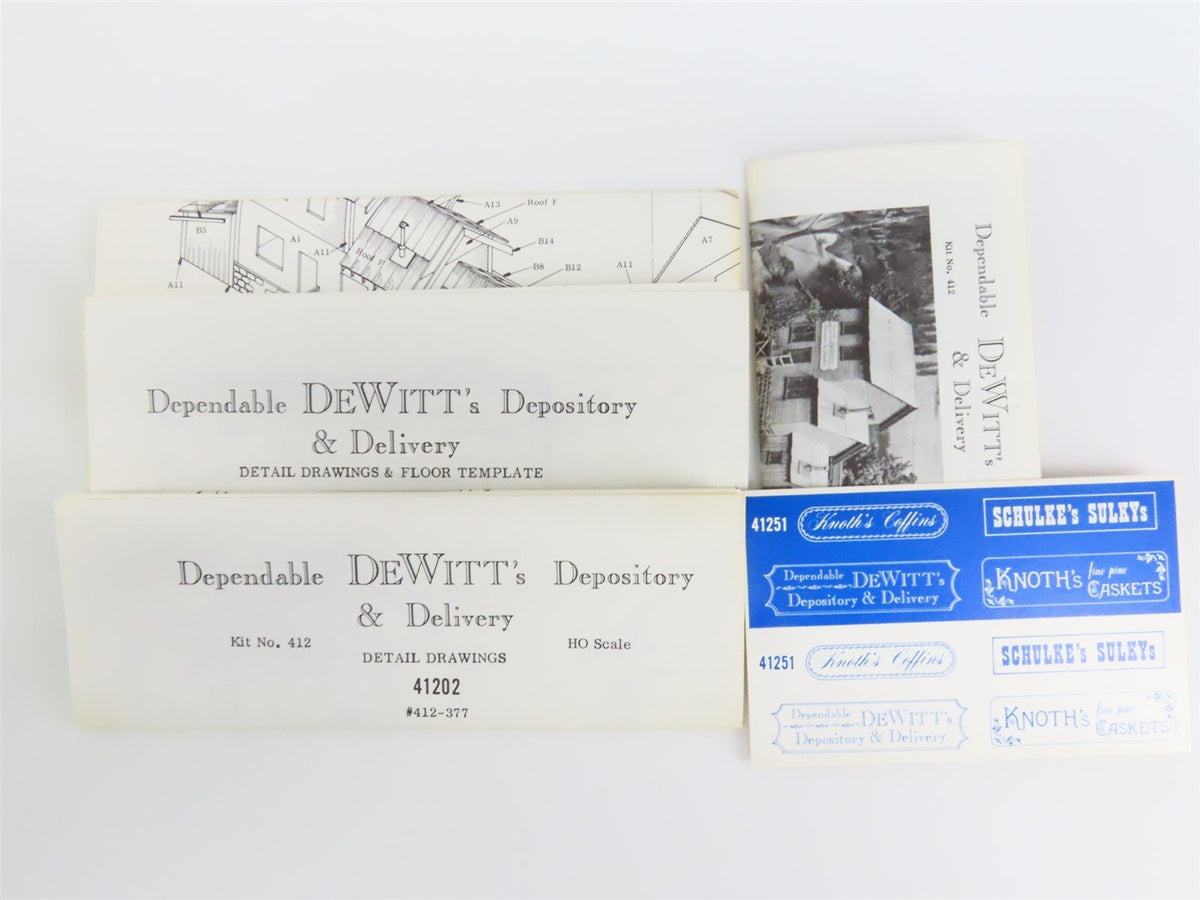 A13
Roof F
A9
B5
A1
A11
Roof F
B14
A7
B8
B12
A11
A11
Dependable DEWITT's Depository
& Delivery
DETAIL DRAWINGS & FLOOR TEMPLATE
Dependable DEWITT's Depository
& Delivery
Kit No. 412
HO Scale
DETAIL DRAWINGS
41202
#412-377
Dependable DEWITT's
& Delivery
Kit No. 412
41251
Knoth's Coffins
SCHULKE's SULKYs
Dependable DEWITT's
Depository & Delivery
KNOTH's fine pine
CASKETS
41251
Knoth's Coffins
SCHULKE's SULKYs
Dependable DEWITT's
Depository & Delivery
KNOTH's fine pine
CASKETS